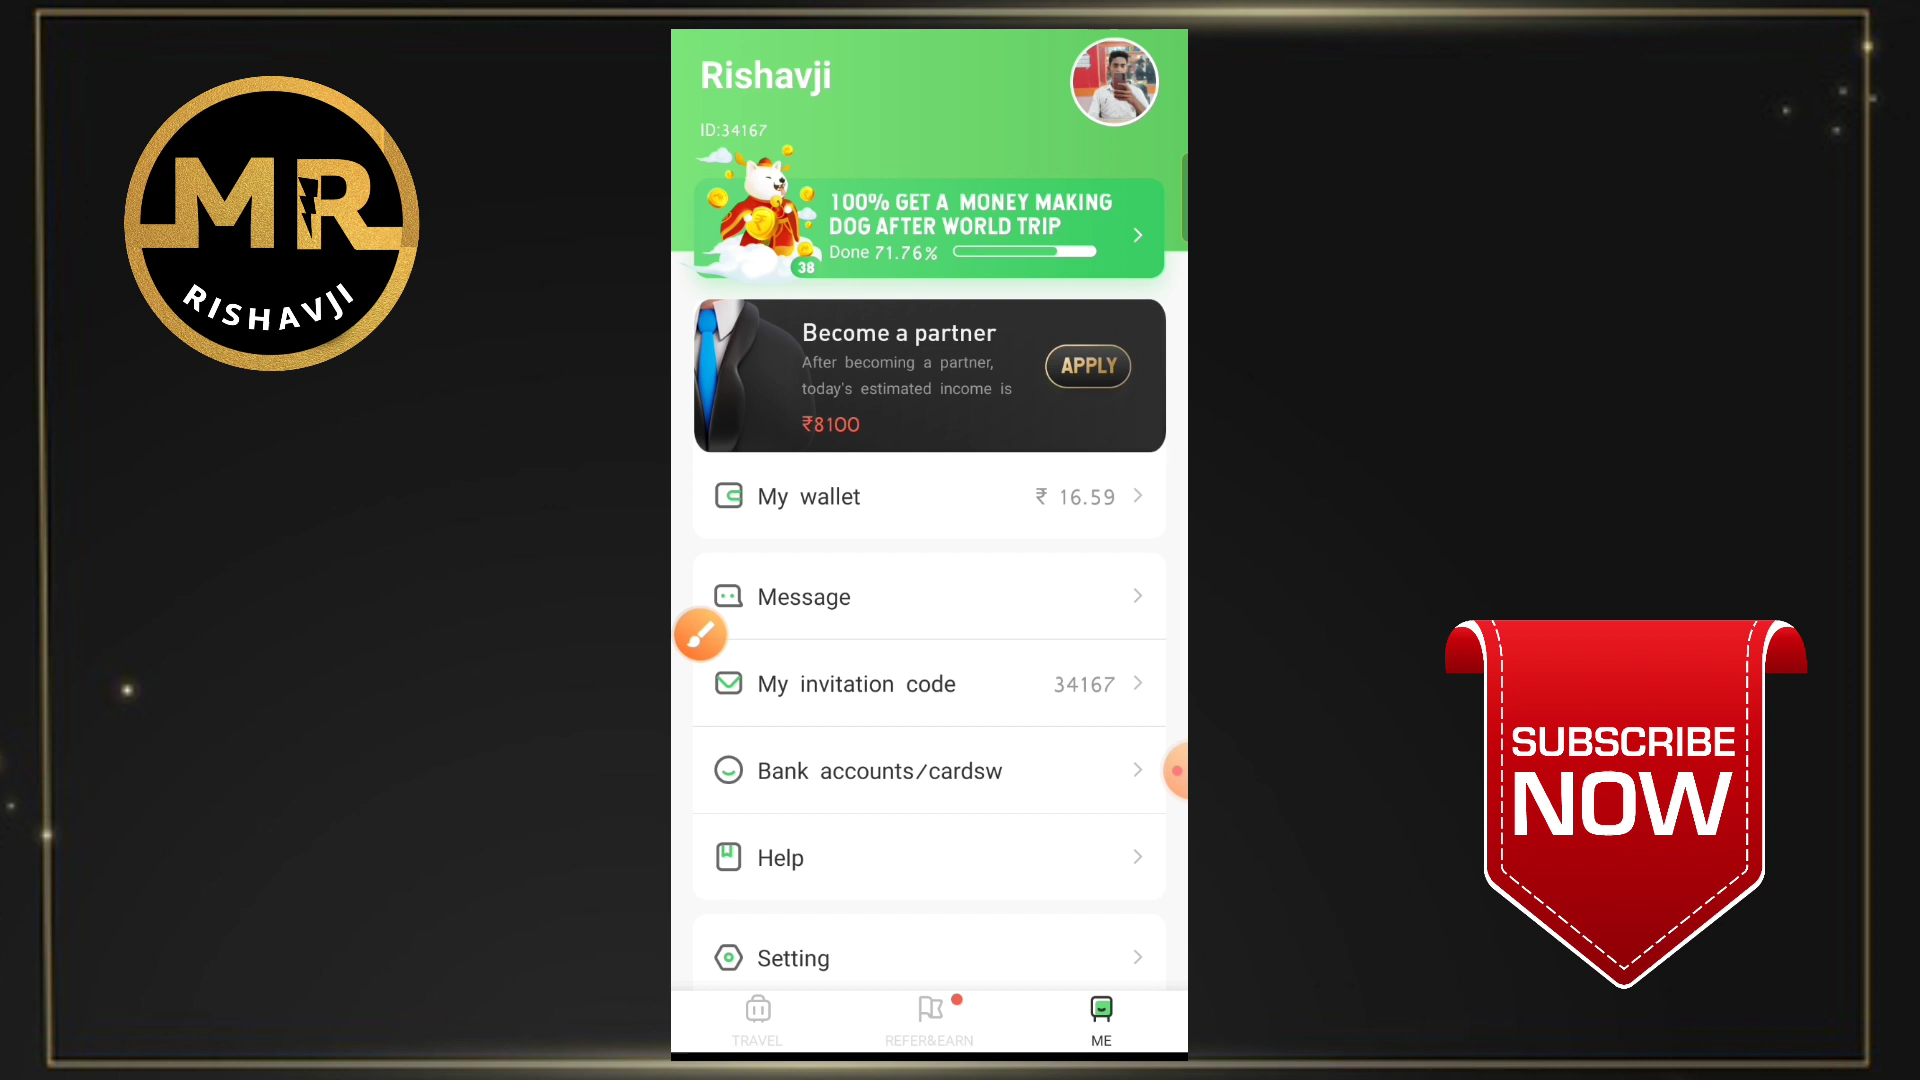 MR
RISHAVJI
Rishavji
ID:34167
100% GET A MONEY MAKING
DOG AFTER WORLD TRIP
Done 71.76%
38
Become a partner
After becoming a partner,
today's estimated income is
₹8100
APPLY
My wallet ₹ 16.59
Message
My invitation code 34167
Bank accounts/cardsw
Help
Setting
TRAVEL REFER&EARN ME
SUBSCRIBE
NOW